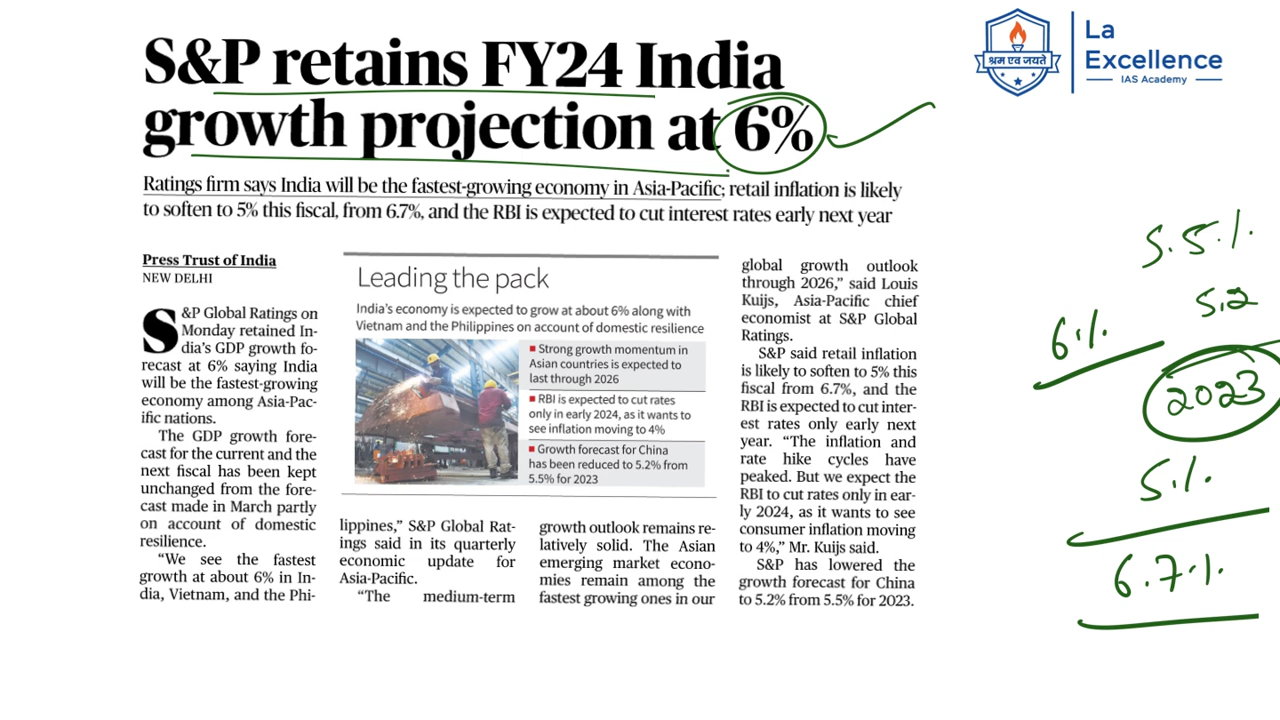 S&P retains FY24 India
growth projection at 6%
Ratings firm says India will be the fastest-growing economy in Asia-Pacific; retail inflation is likely
to soften to 5% this fiscal, from 6.7%, and the RBI is expected to cut interest rates early next year
Press Trust of India
NEW DELHI
S&P Global Ratings on
Monday retained In-
dia's GDP growth fo-
recast at 6% saying India
will be the fastest-growing
economy among Asia-Pac-
ific nations.
The GDP growth fore-
cast for the current and the
next fiscal has been kept
unchanged from the fore-
cast made in March partly
on account of domestic
resilience.
"We see the fastest
growth at about 6% in In-
dia, Vietnam, and the Phi-
Leading the pack
India's economy is expected to grow at about 6% along with
Vietnam and the Philippines on account of domestic resilience
Strong growth momentum in
Asian countries is expected to
last through 2026
RBI is expected to cut rates
only in early 2024, as it wants to
see inflation moving to 4%
Growth forecast for China
has been reduced to 5.2% from
5.5% for 2023
lippines," S&P Global Rat-
ings said in its quarterly
economic update for
Asia-Pacific.
"The medium-term
growth outlook remains re-
latively solid. The Asian
emerging market econo-
mies remain among the
fastest growing ones in our
global growth outlook
through 2026," said Louis
Kuijs, Asia-Pacific chief
economist at S&P Global
Ratings.
S&P said retail inflation
is likely to soften to 5% this
fiscal from 6.7%, and the
RBI is expected to cut inter-
est rates only early next
year. "The inflation and
rate hike cycles have
peaked. But we expect the
RBI to cut rates only in ear-
ly 2024, as it wants to see
consumer inflation moving
to 4%," Mr. Kuijs said.
S&P has lowered the
growth forecast for China
to 5.2% from 5.5% for 2023.
श्रम एव जयते
La
Excellence
IAS Academy
5.5%.
5.2
6%
2023
5%.
6.7%.